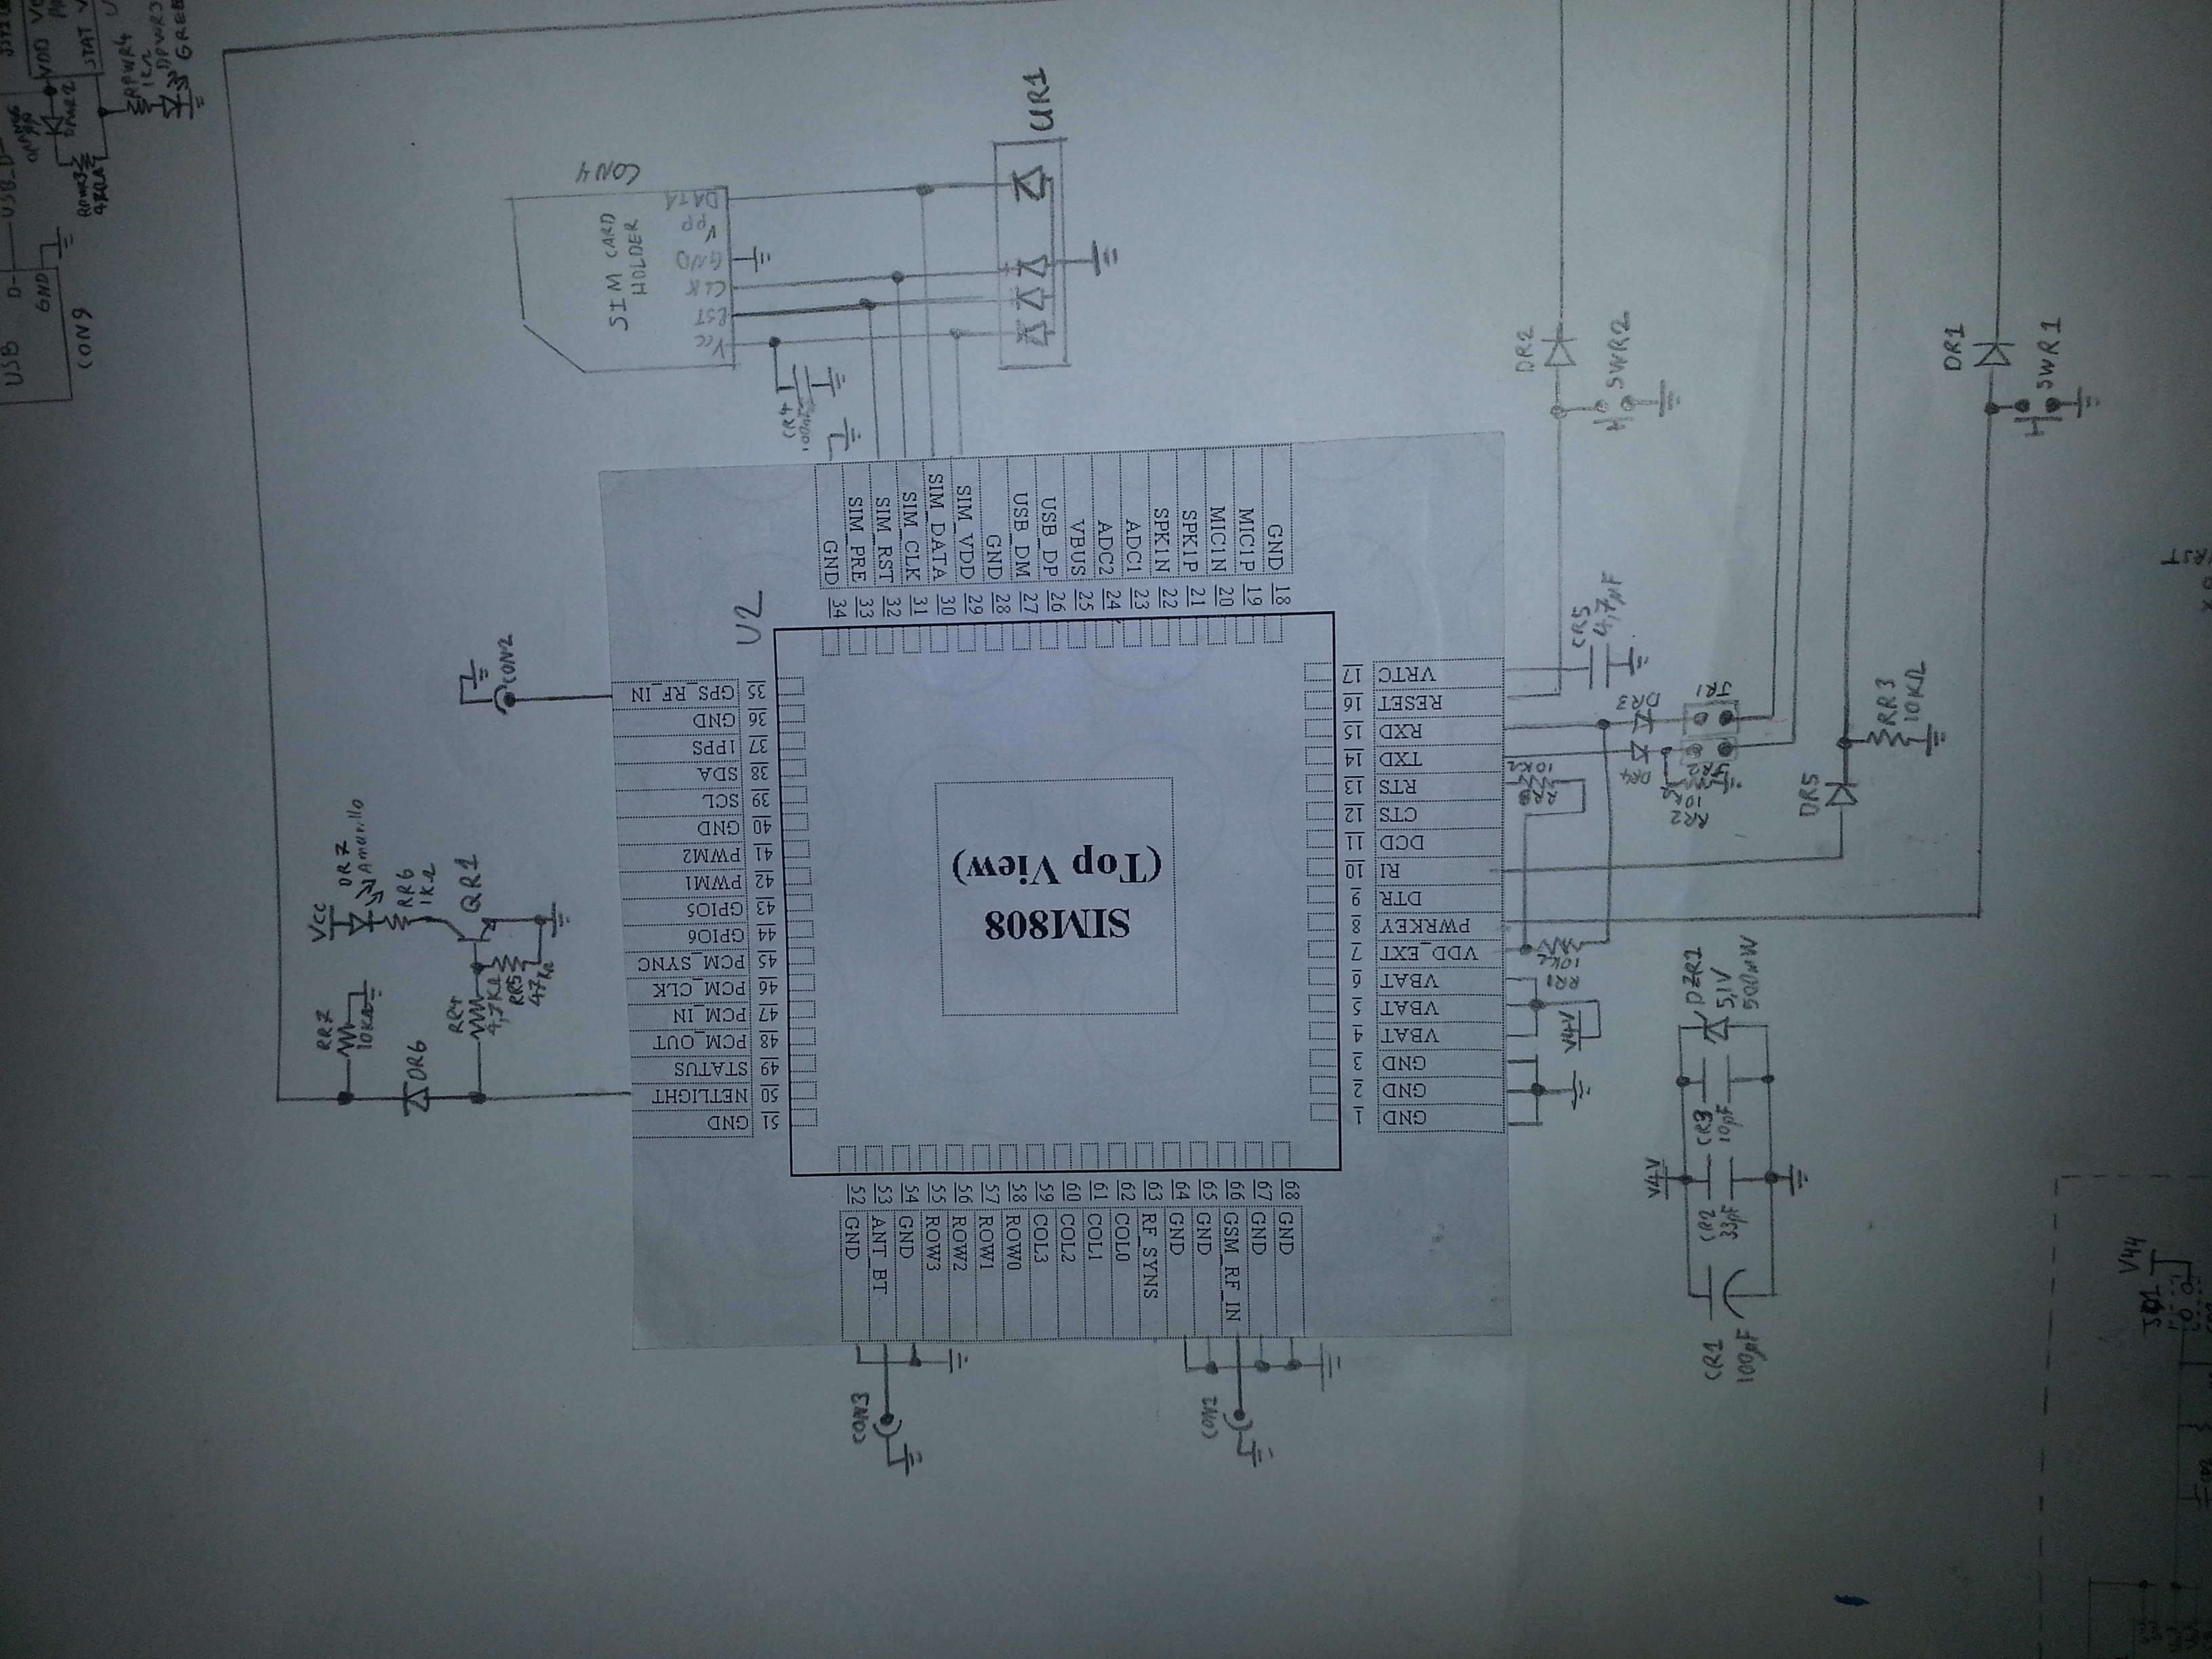 USB
D-
USB_D-
GND
CON9
VDD
STAT
RPWR4
1KΩ
DPWR3
DPWR2
RPWR3
CON4
SIM CARD
HOLDER
DATA
VPP
GND
CLK
RST
Vcc
UR1
CR4
100nF
DR2
SWR2
DR1
SWR1
U2
34 GND
33 SIM_PRE
32 SIM_RST
31 SIM_CLK
30 SIM_DATA
29 SIM_VDD
28 GND
27 USB_DM
26 USB_DP
25 VBUS
24 ADC2
23 ADC1
22 SPK1N
21 SPK1P
20 MIC1N
19 MIC1P
18 GND
35 GPS_RF_IN
36 GND
37 1PPS
38 SDA
39 SCL
40 GND
41 PWM2
42 PWM1
43 GPIO5
44 GPIO6
45 PCM_SYNC
46 PCM_CLK
47 PCM_IN
48 PCM_OUT
49 STATUS
50 NETLIGHT
51 GND
SIM808
(Top View)
17 VRTC
16 RESET
15 RXD
14 TXD
13 RTS
12 CTS
11 DCD
10 RI
9 DTR
8 PWRKEY
7 VDD_EXT
6 VBAT
5 VBAT
4 VBAT
3 GND
2 GND
1 GND
52 GND
53 ANT_BT
54 GND
55 ROW3
56 ROW2
57 ROW1
58 ROW0
59 COL3
60 COL2
61 COL1
62 COL0
63 RF_SYNS
64 GND
65 GND
66 GSM_RF_IN
67 GND
68 GND
CON2
Vcc
DR7
Amarillo
RR6
1KΩ
QR1
RR7
10KΩ
DR6
RR4
4,7KΩ
RR5
47KΩ
CR5
4,7µF
DR3
JR1
DR4
RR2
RR3
10KΩ
DR5
V4V
DZR1
5,1V
500mW
V4V
CR3
10pF
CR2
33pF
CR1
100µF
CON3
CON1
V44
RST